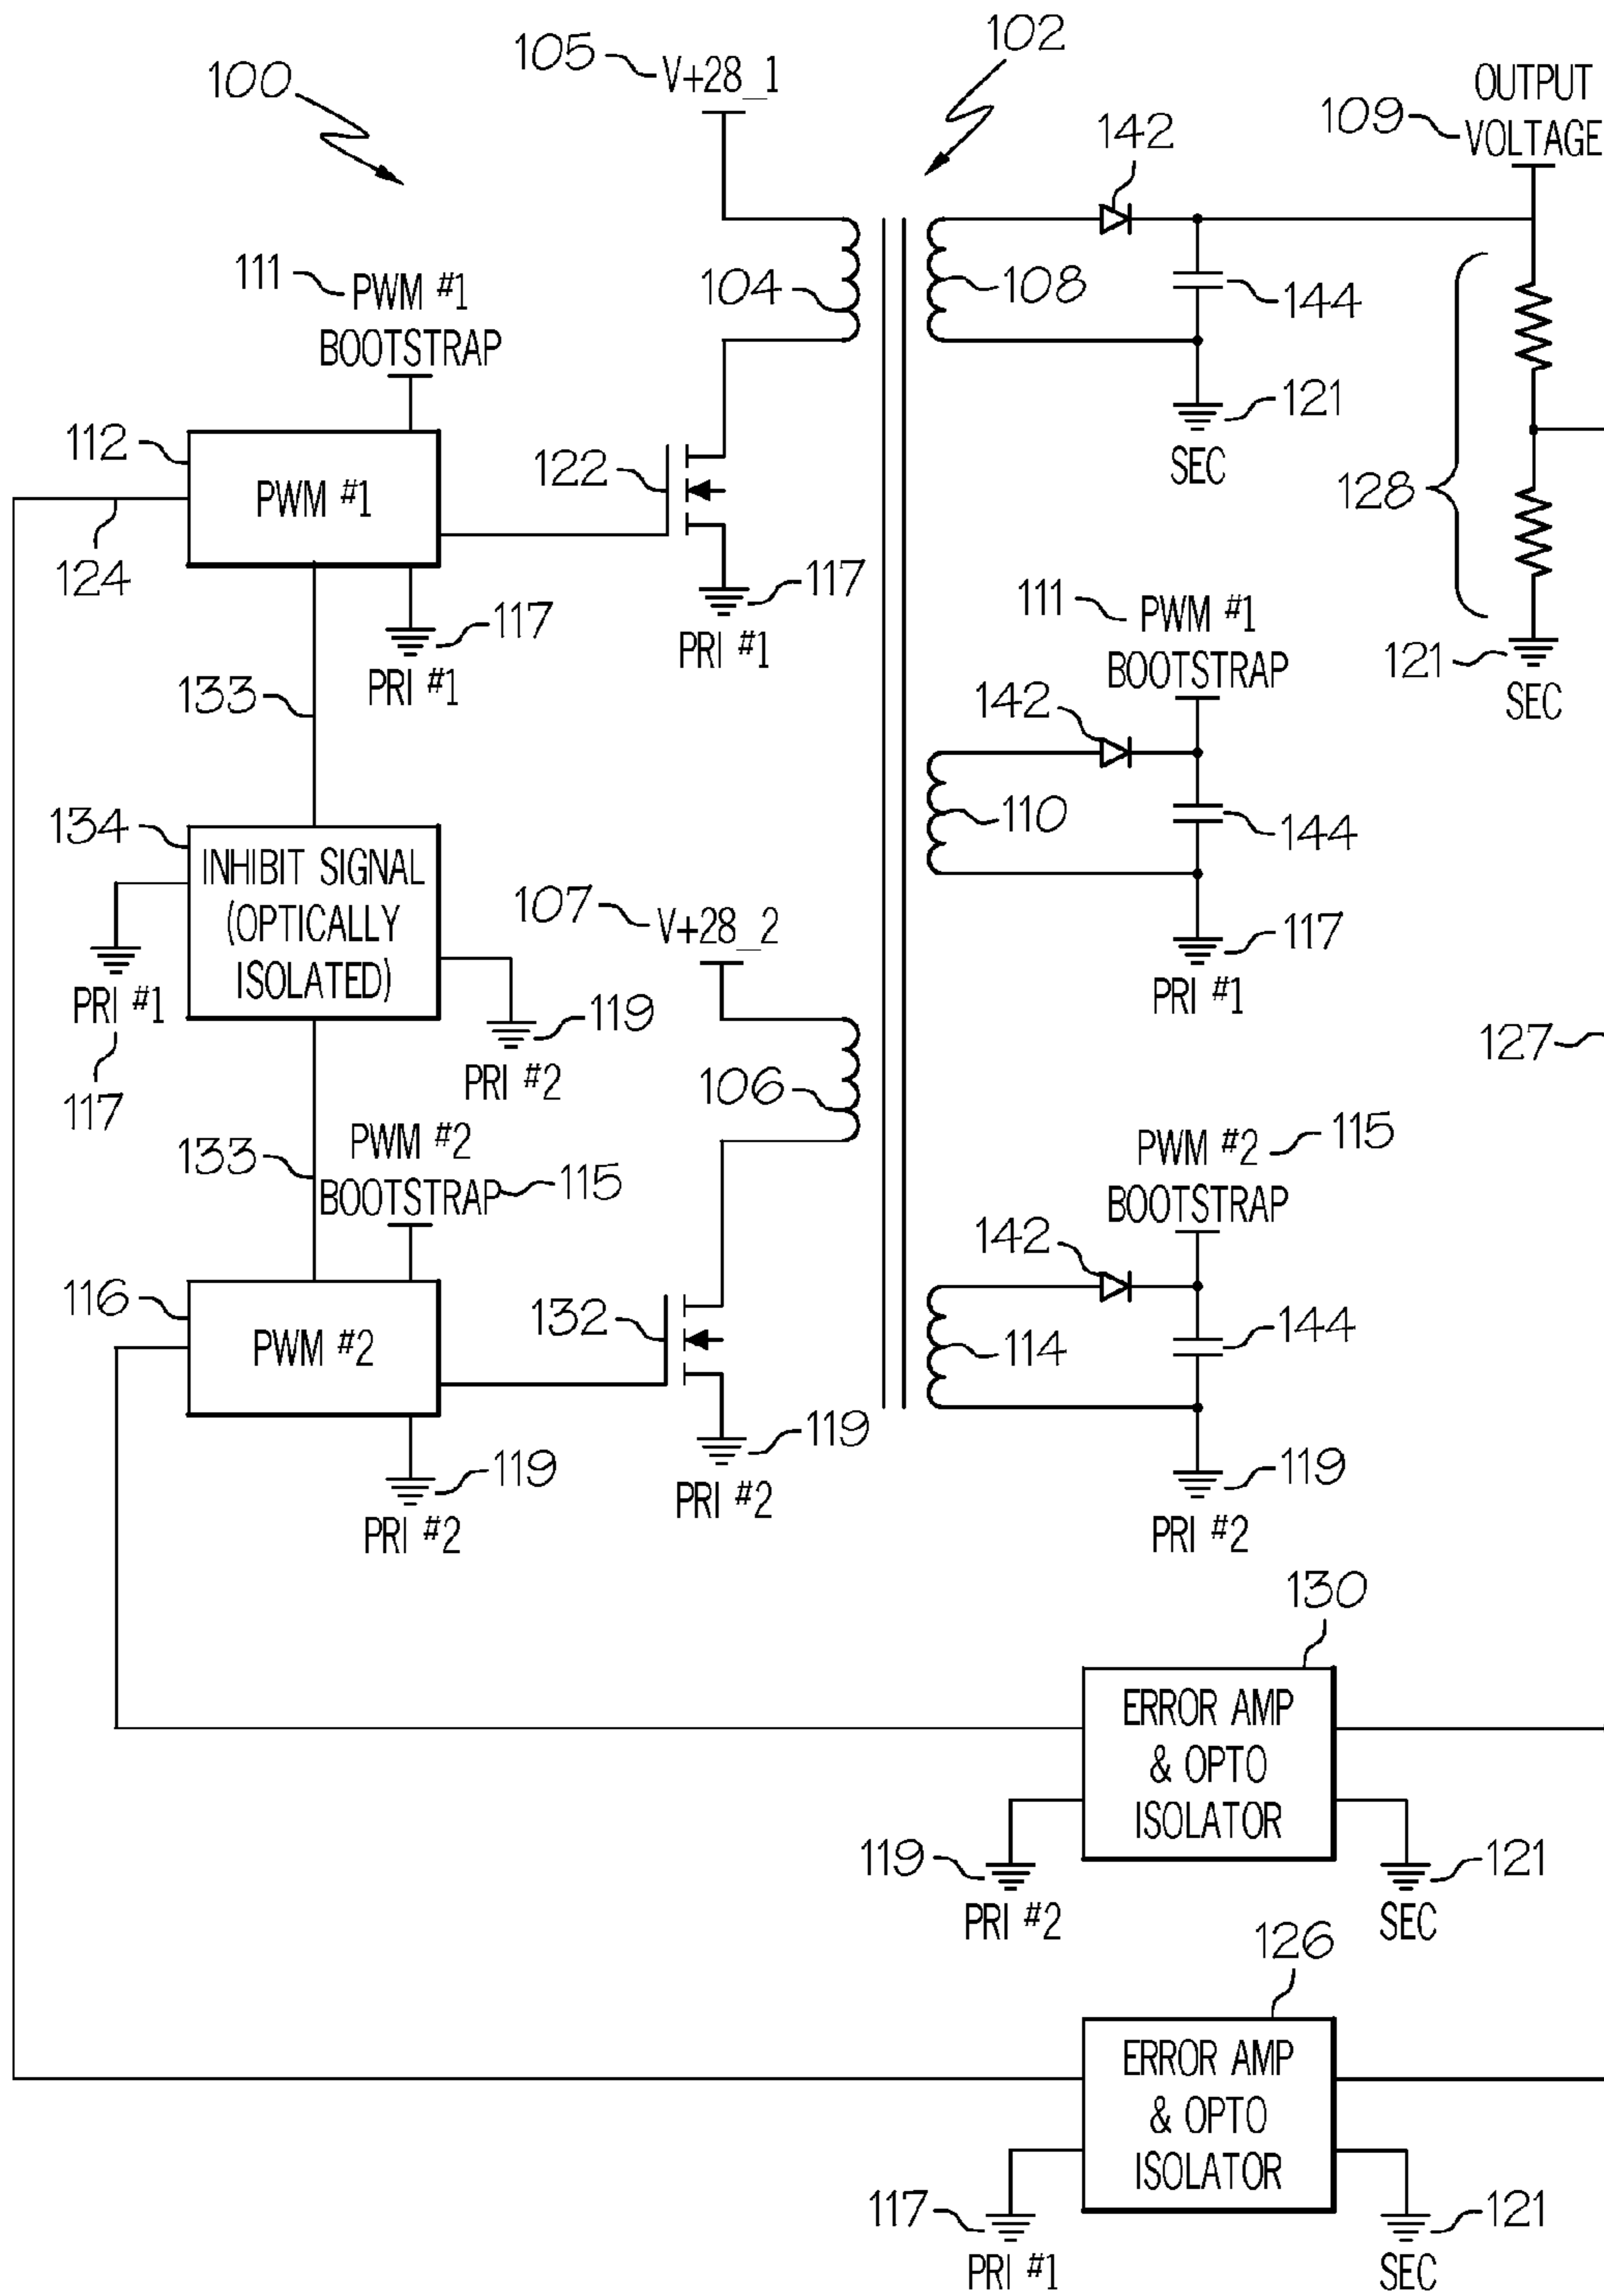 100
105
V+28_1
102
142
OUTPUT
109
VOLTAGE
111
PWM #1
BOOTSTRAP
104
108
144
112
PWM #1
122
121
SEC
128
124
117
PRI #1
117
PRI #1
133
111
PWM #1
BOOTSTRAP
121
SEC
142
134
INHIBIT SIGNAL
(OPTICALLY
ISOLATED)
110
144
107
V+28_2
117
PRI #1
117
PRI #1
119
PRI #2
106
127
133
PWM #2
BOOTSTRAP
115
PWM #2
BOOTSTRAP
115
142
116
PWM #2
132
114
144
119
PRI #2
119
PRI #2
119
PRI #2
130
ERROR AMP
& OPTO
ISOLATOR
119
PRI #2
121
SEC
126
ERROR AMP
& OPTO
ISOLATOR
117
PRI #1
121
SEC